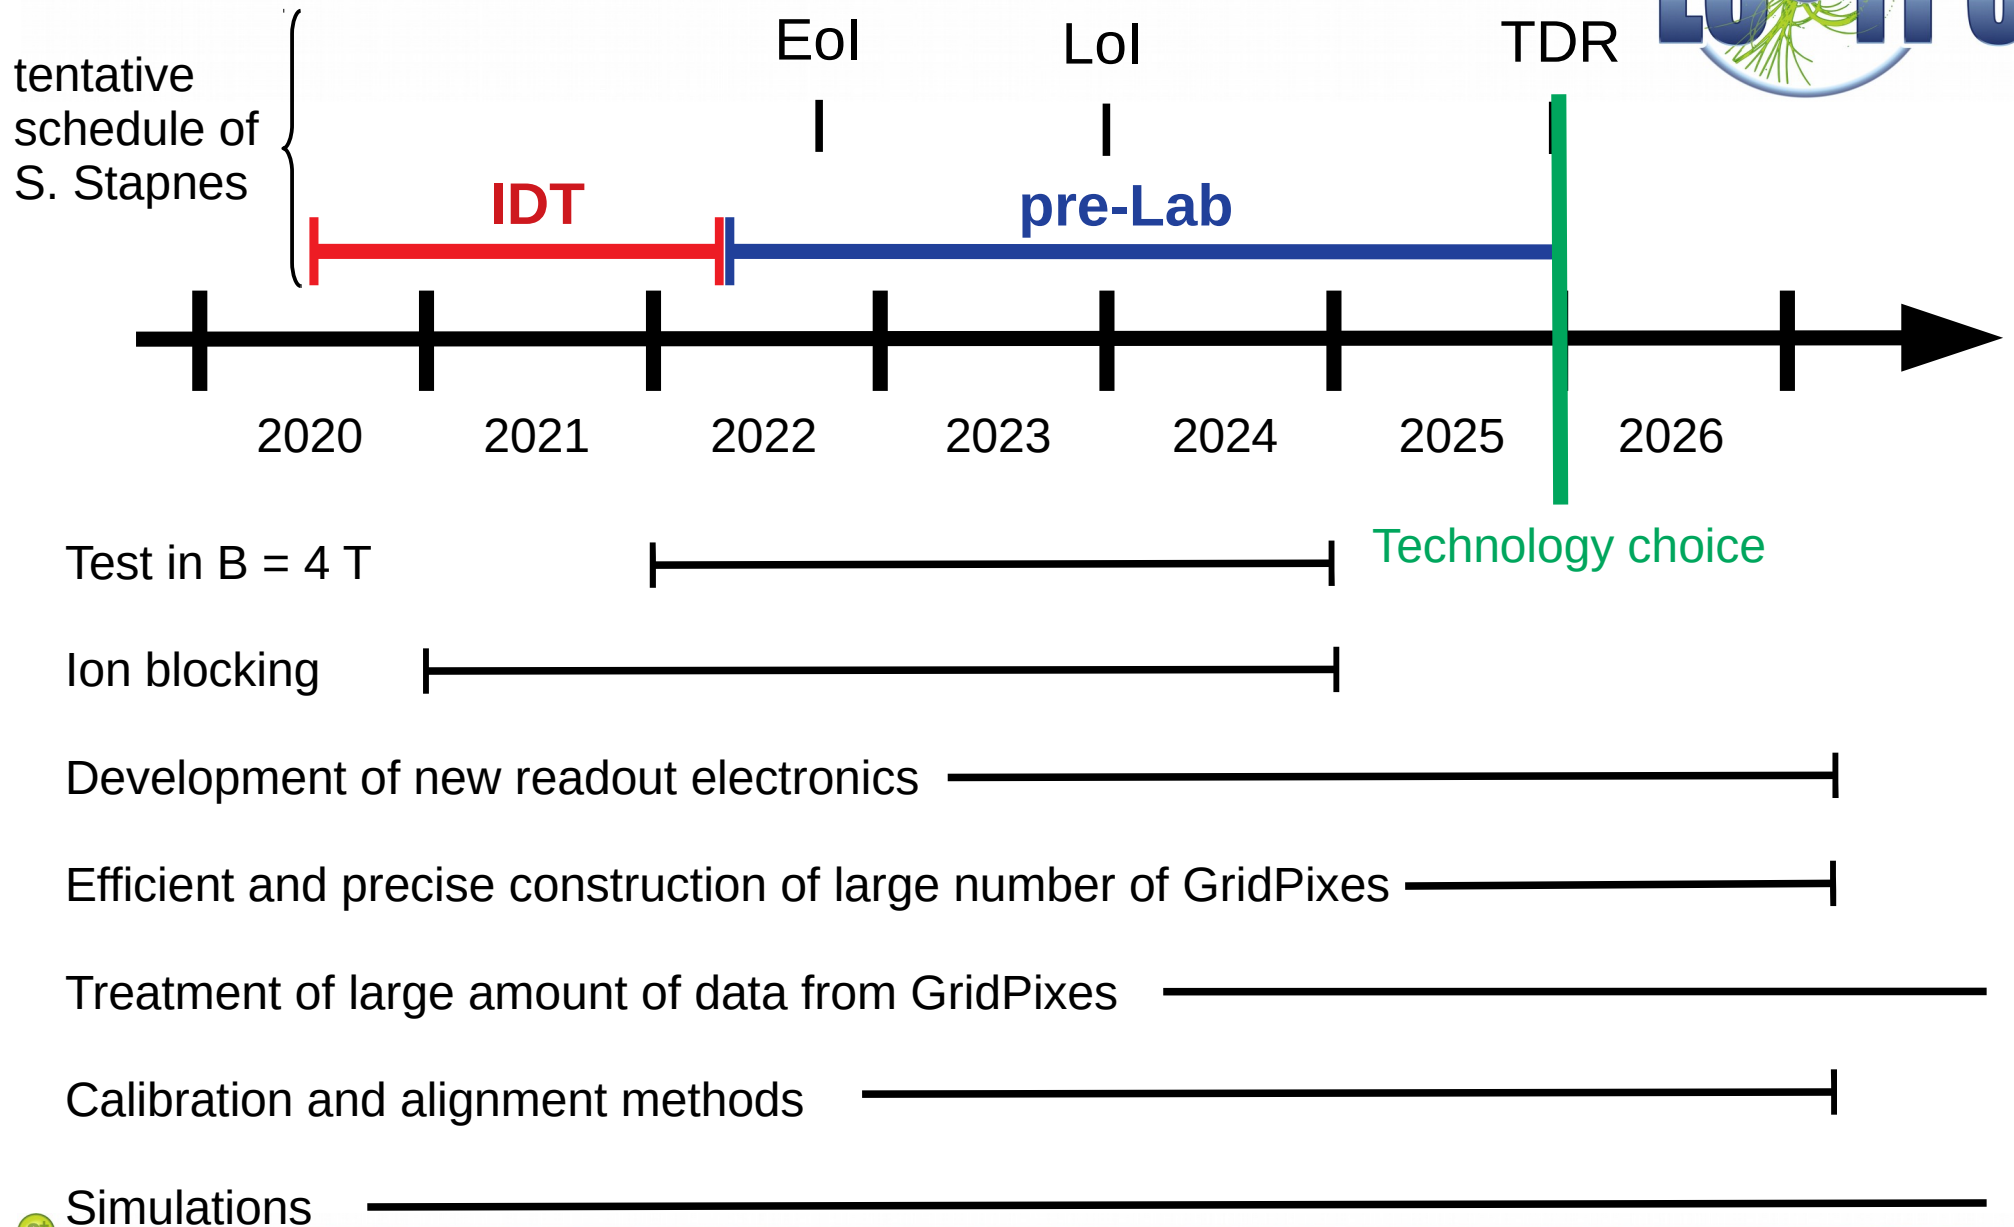 tentative
schedule of
S. Stapnes
EoI
LoI
TDR
IDT
pre-Lab
2020
2021
2022
2023
2024
2025
2026
Technology choice
Test in B = 4 T
Ion blocking
Development of new readout electronics
Efficient and precise construction of large number of GridPixes
Treatment of large amount of data from GridPixes
Calibration and alignment methods
Simulations